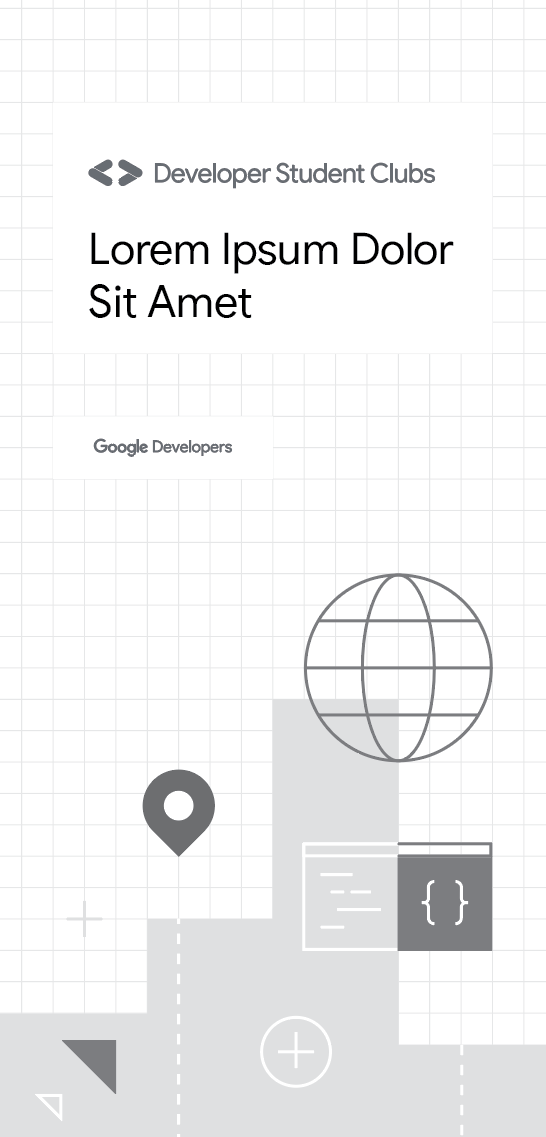 Developer Student Clubs
Lorem Ipsum Dolor
Sit Amet
Google Developers
{ }